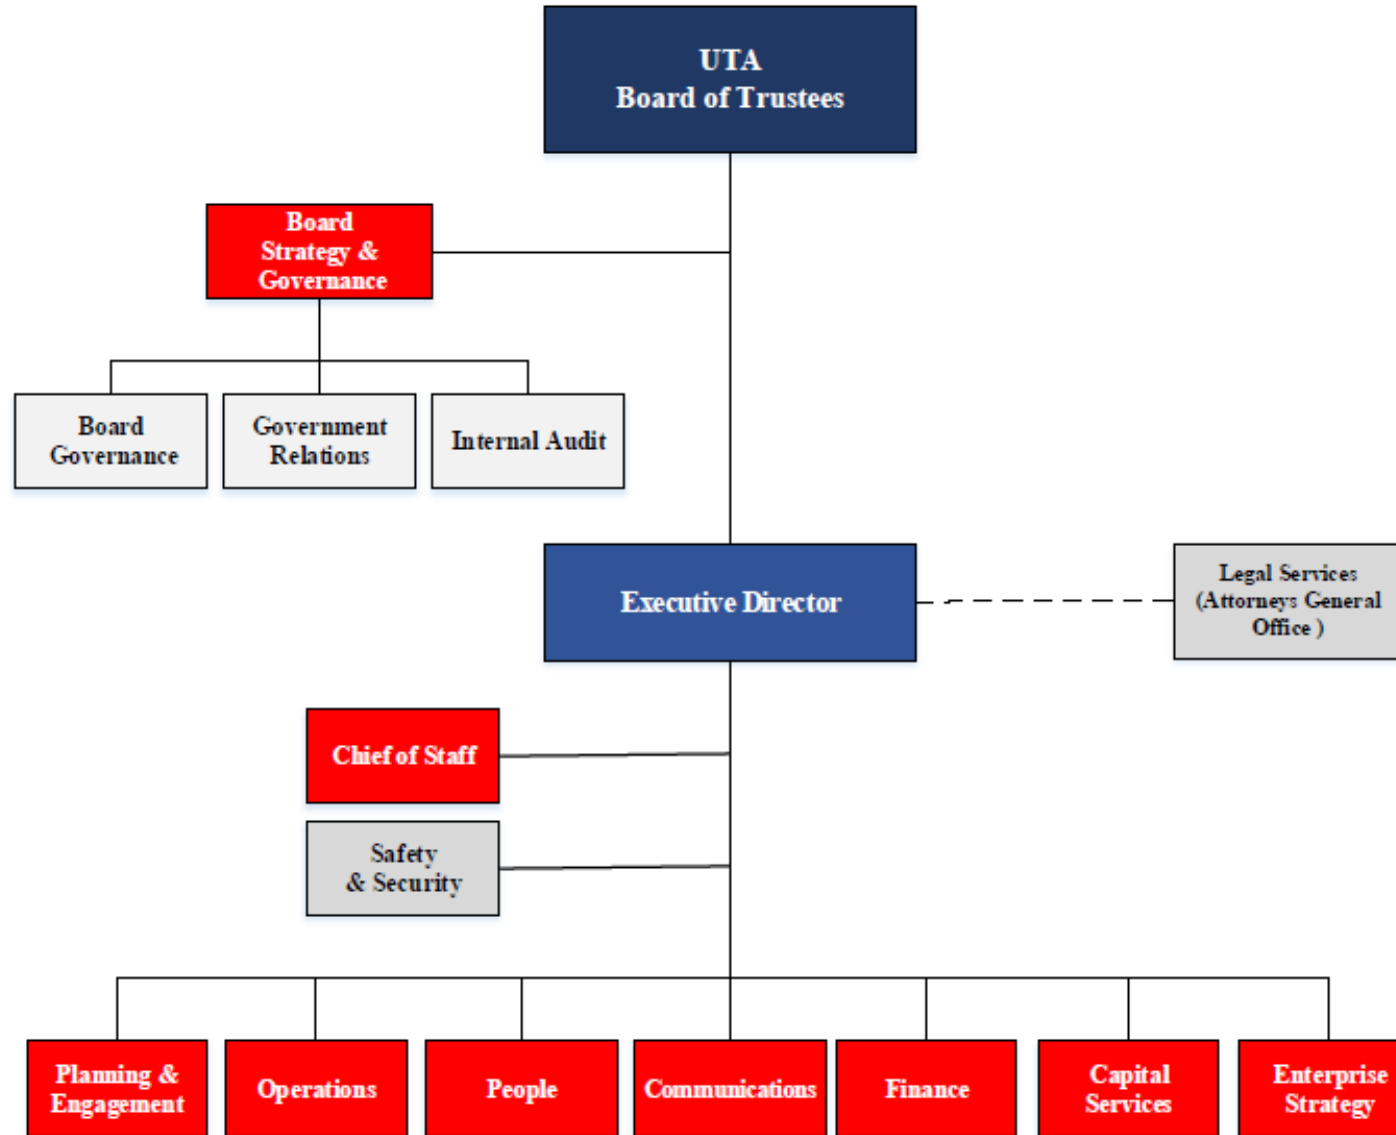 UTA
Board of Trustees
Board
Strategy &
Governance
Board
Governance
Government
Relations
Internal Audit
Executive Director
Legal Services
(Attorneys General
Office )
Chief of Staff
Safety
& Security
Planning &
Engagement
Operations
People
Communications
Finance
Capital
Services
Enterprise
Strategy